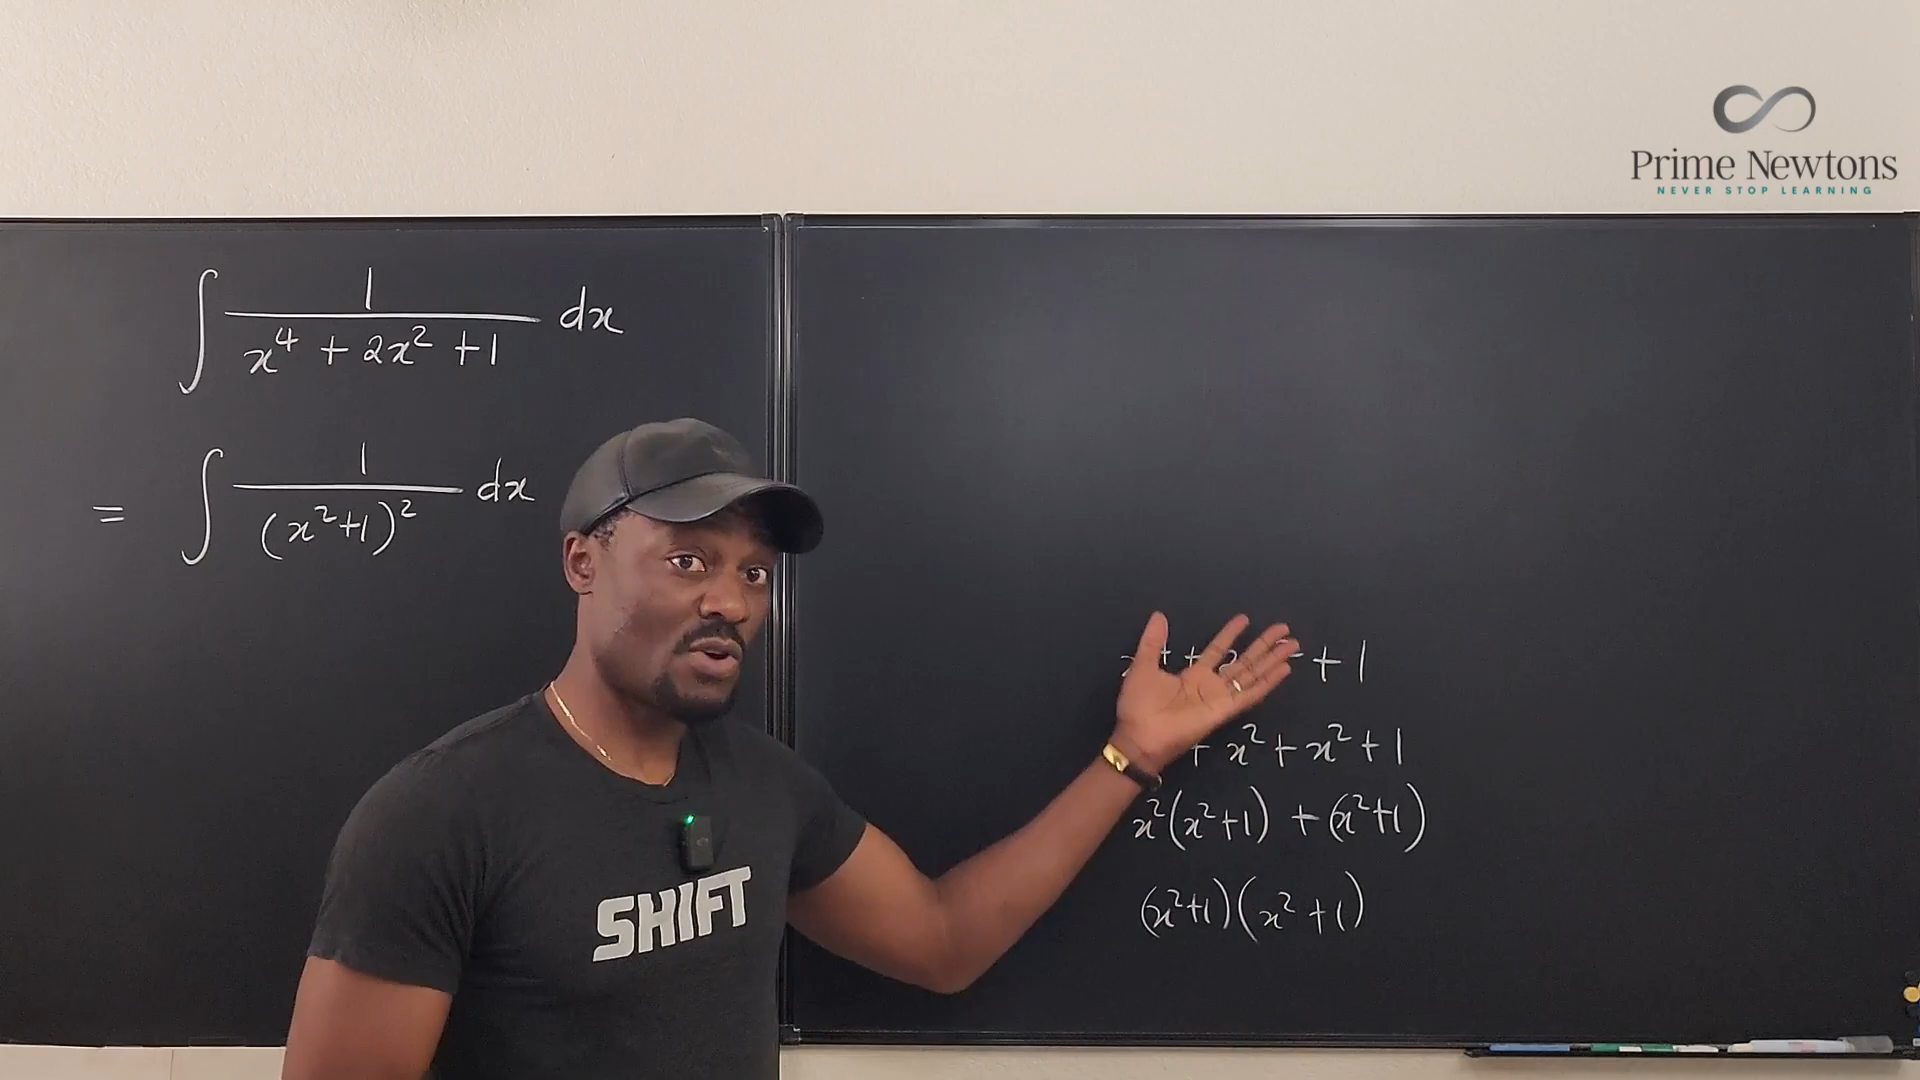 Prime Newtons
NEVER STOP LEARNING
∫ 1/(x⁴ + 2x² + 1) dx
= ∫ 1/(x²+1)² dx
SHIFT
+ 1
+ x² + x² + 1
x²(x²+1) + (x²+1)
(x²+1)(x²+1)